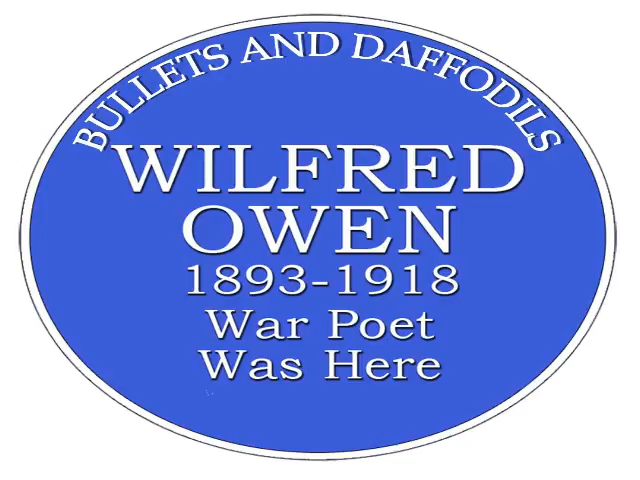 BULLETS AND DAFFODILS
WILFRED
OWEN
1893-1918
War Poet
Was Here